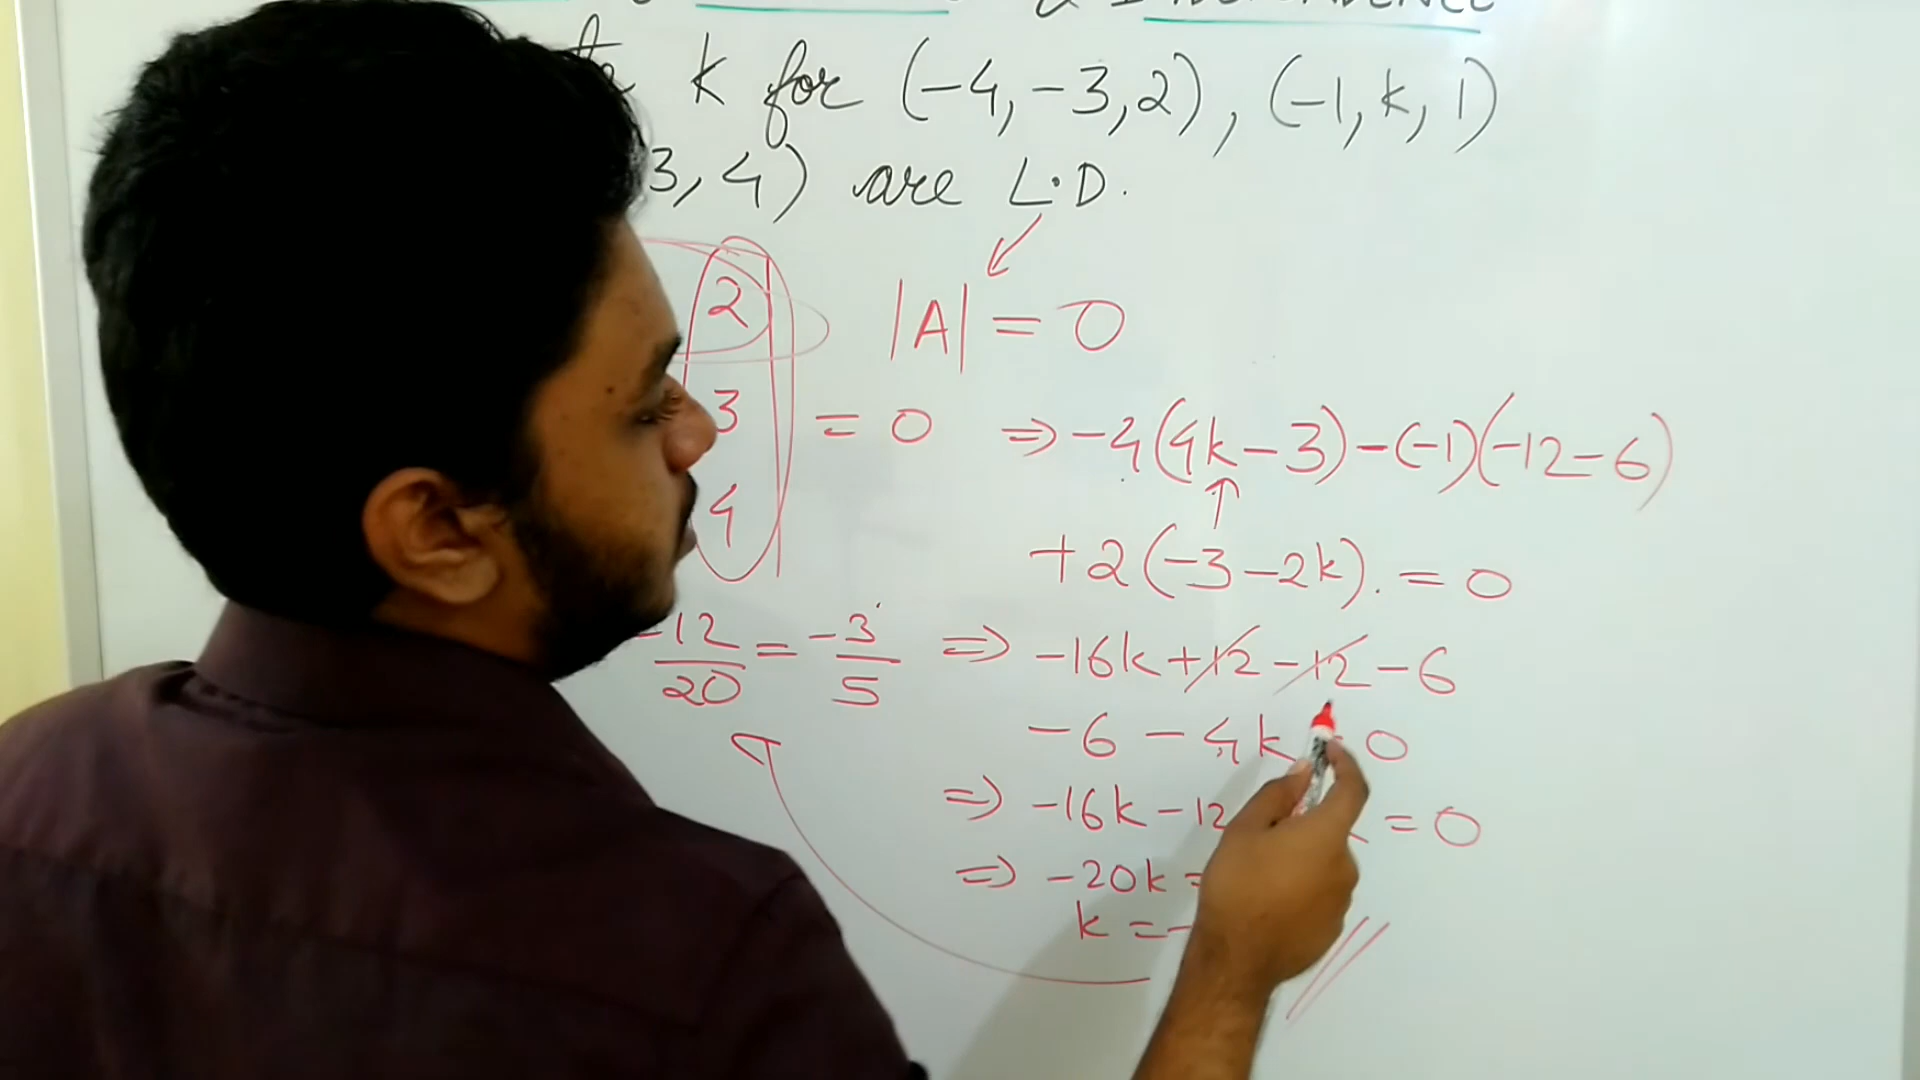 & INDEPENDENCE
k for (-4, -3, 2), (-1, k, 1)
3, 4) are L.D.
2 |A| = 0
3 = 0 ⇒ -4(4k-3)-(-1)(-12-6)
4
+2(-3-2k). = 0
-12/20 = -3/5 ⇒ -16k+12-12-6
-6 - 4k 0
⇒ -16k-12 = 0
⇒ -20k =
k = -